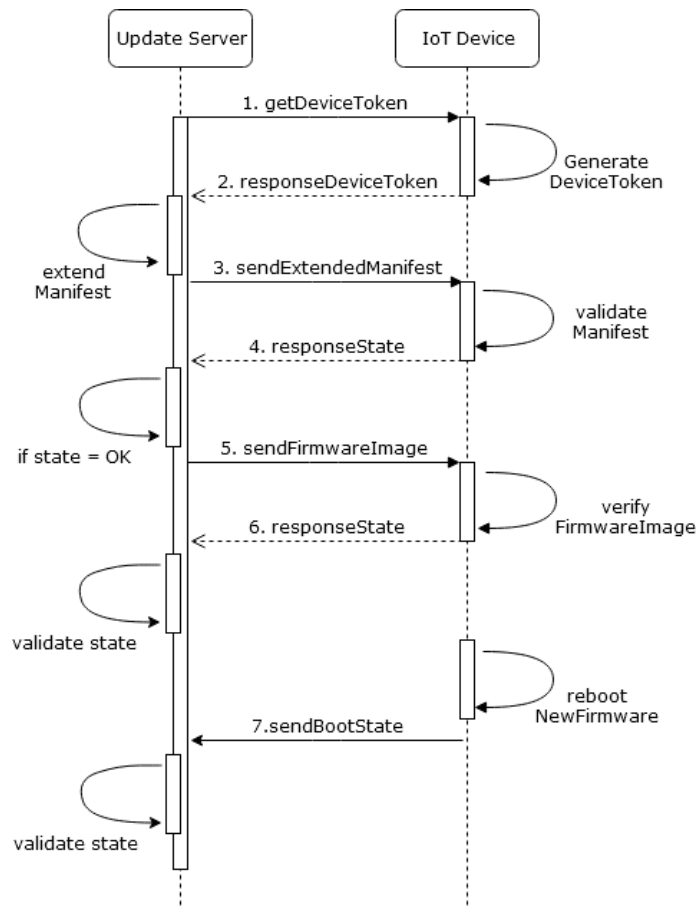 Update Server
IoT Device
1. getDeviceToken
Generate
DeviceToken
2. responseDeviceToken
extend
Manifest
3. sendExtendedManifest
validate
Manifest
4. responseState
if state = OK
5. sendFirmwareImage
verify
FirmwareImage
6. responseState
validate state
reboot
NewFirmware
7.sendBootState
validate state